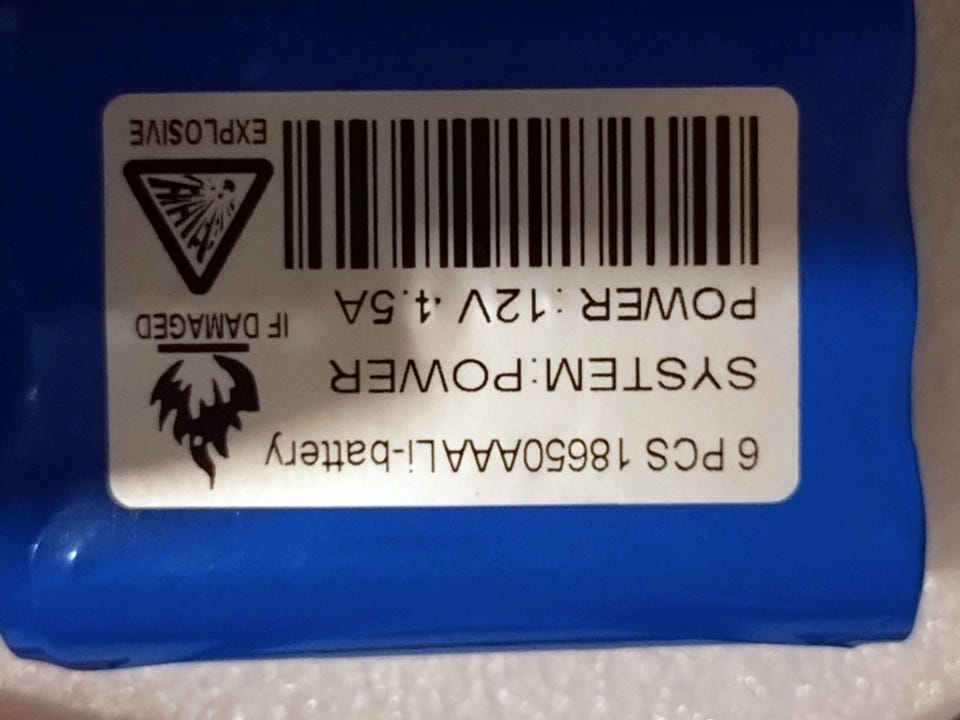 6 PCS 18650AAALi-battery
SYSTEM:POWER
POWER:12V 4.5A
IF DAMAGED
EXPLOSIVE